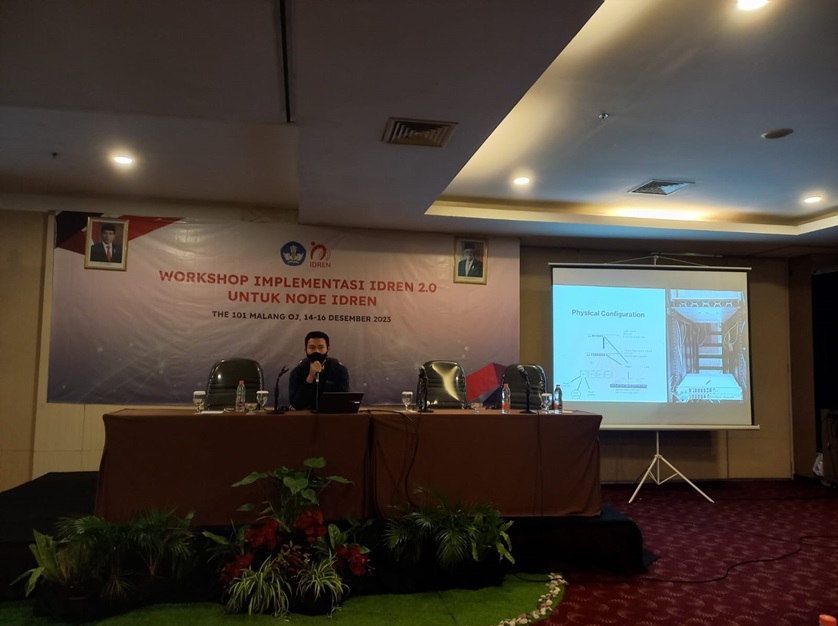 IDREN
WORKSHOP IMPLEMENTASI IDREN 2.0
UNTUK NODE IDREN
THE 101 MALANG OJ, 14-16 DESEMBER 2023
Physical Configuration